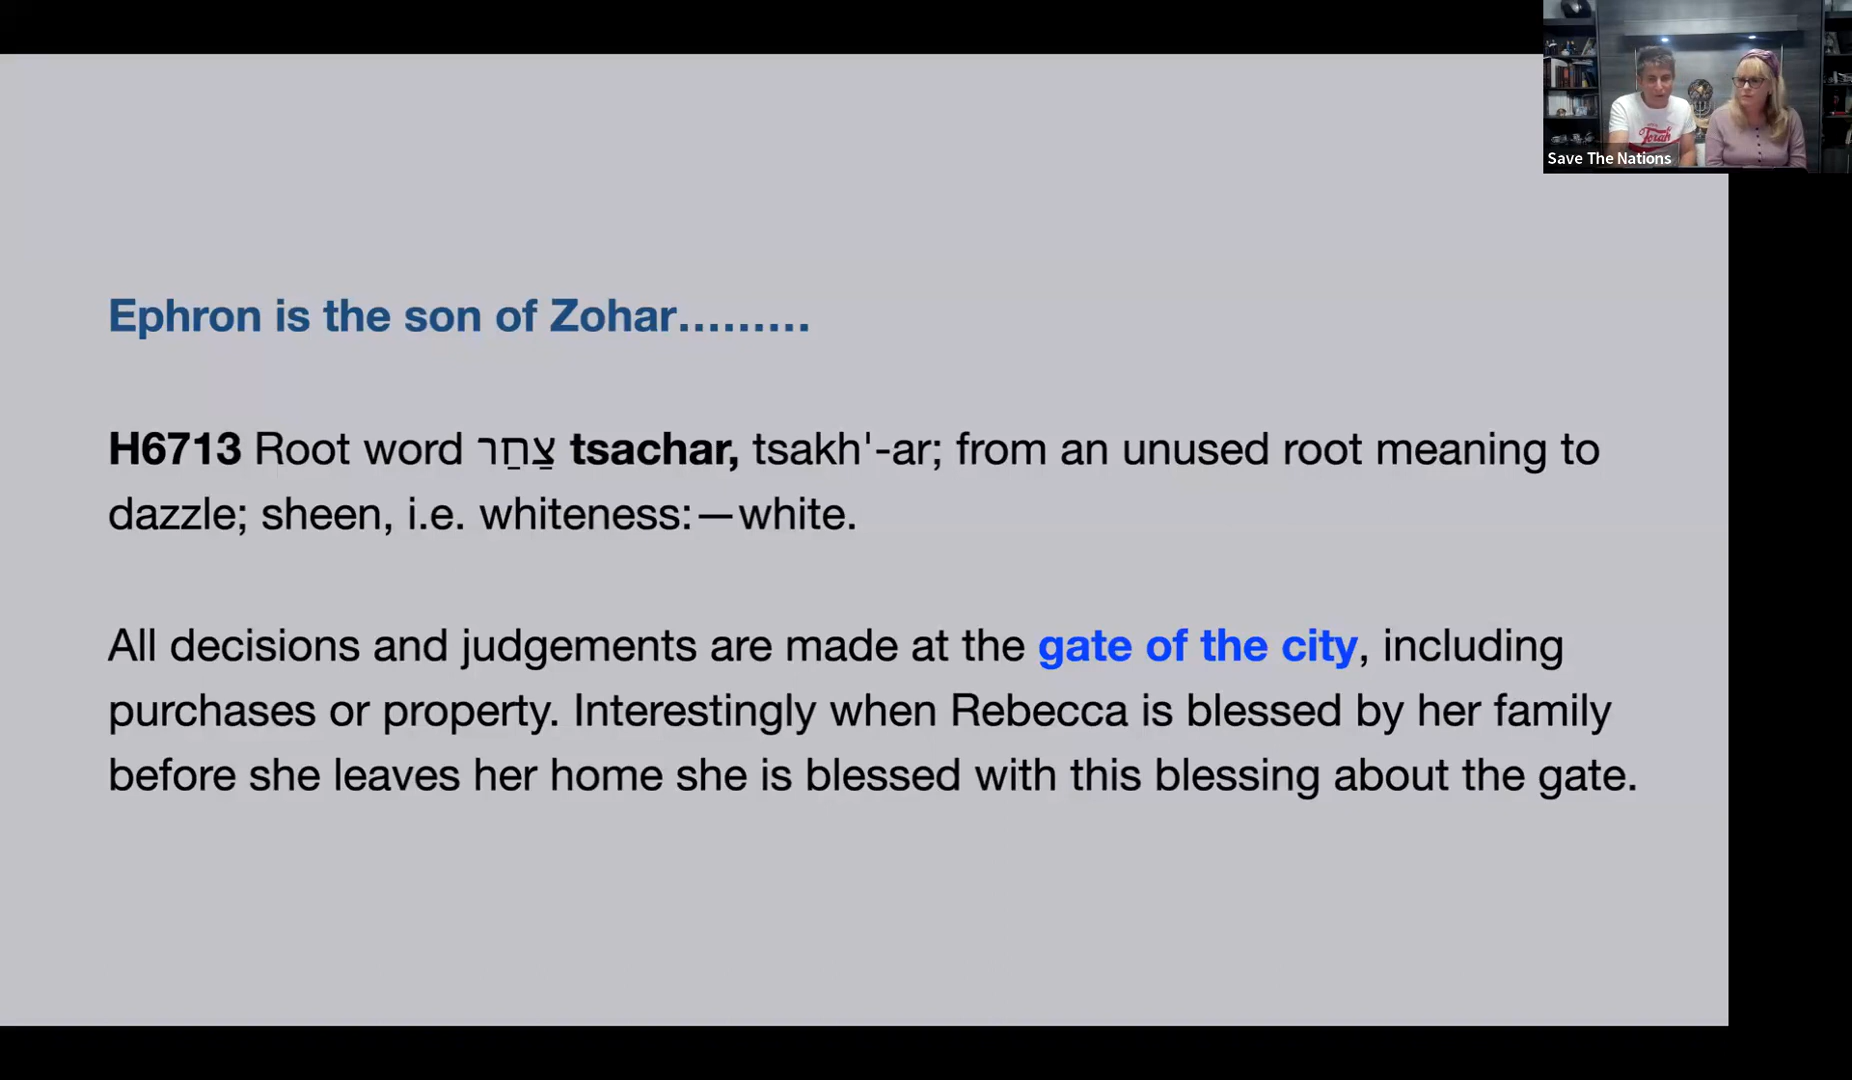 Ephron is the son of Zohar.........
H6713 Root word צַחַר tsachar, tsakh'-ar; from an unused root meaning to
dazzle; sheen, i.e. whiteness:—white.
All decisions and judgements are made at the gate of the city, including
purchases or property. Interestingly when Rebecca is blessed by her family
before she leaves her home she is blessed with this blessing about the gate.
Torah
Save The Nations